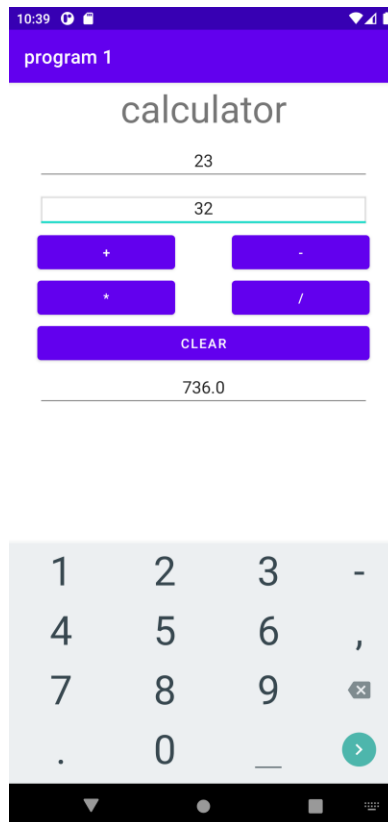 10:39
program 1
calculator
23
32
+ -
* /
CLEAR
736.0
1 2 3 -
4 5 6 ,
7 8 9
. 0 _